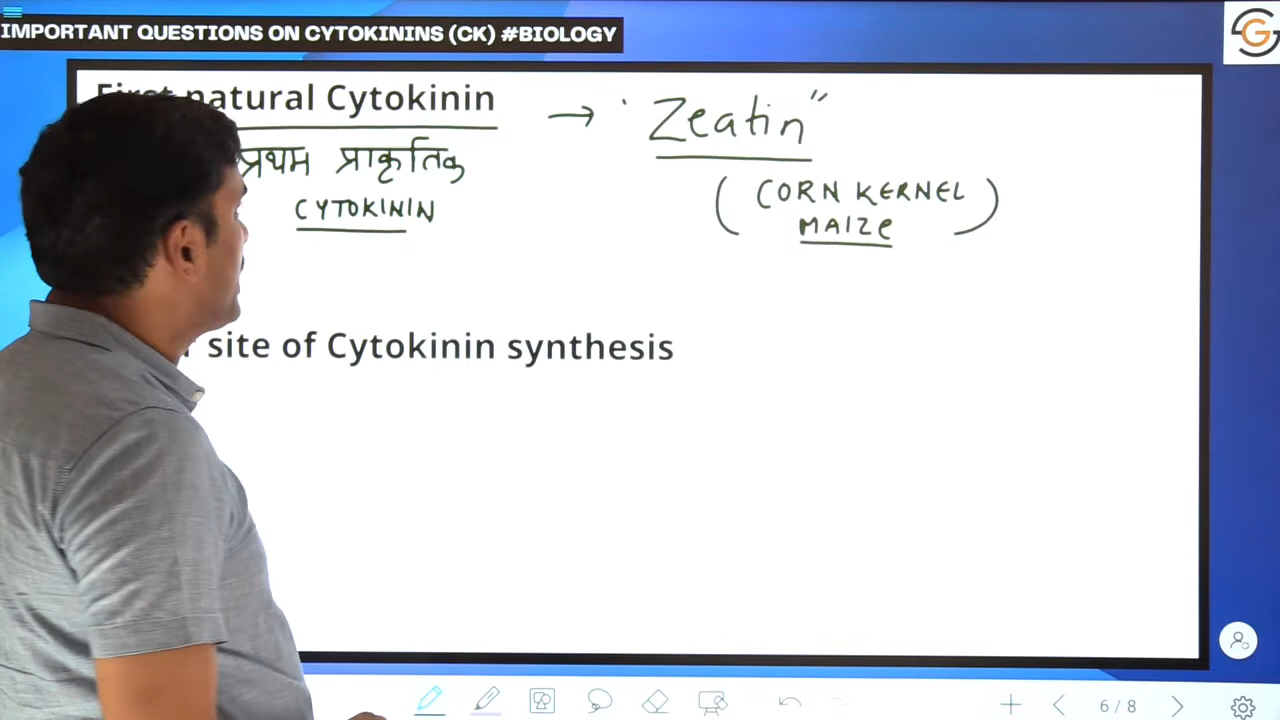 IMPORTANT QUESTIONS ON CYTOKININS (CK) #BIOLOGY
natural Cytokinin → ' Zeatin"
प्रथम प्राकृतिक
CYTOKININ
(CORN KERNEL
MAIZE)
site of Cytokinin synthesis
6 / 8